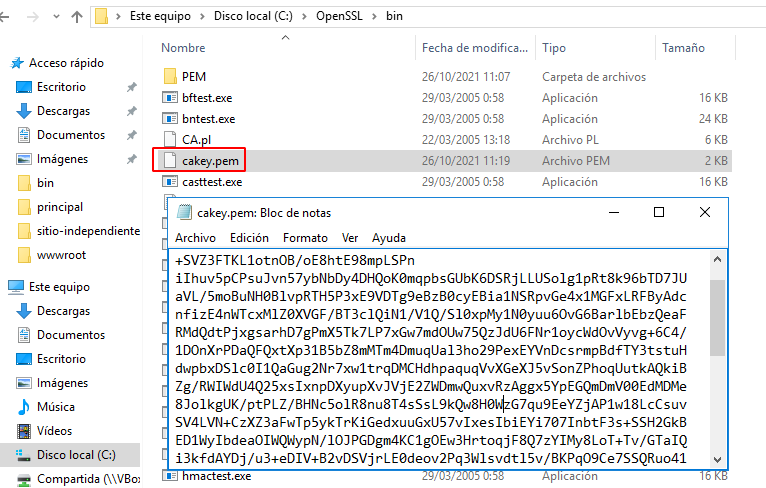 Este equipo > Disco local (C:) > OpenSSL > bin
Nombre Fecha de modifica... Tipo Tamaño
Acceso rápido
Escritorio
Descargas
Documentos
Imágenes
bin
principal
sitio-independiente
wwwroot
Este equipo
Descargas
Documentos
Escritorio
Imágenes
Música
Vídeos
Disco local (C:)
Compartida (\\VBox
PEM 26/10/2021 11:07 Carpeta de archivos
bftest.exe 29/03/2005 0:58 Aplicación 16 KB
bntest.exe 29/03/2005 0:58 Aplicación 24 KB
CA.pl 22/03/2005 13:18 Archivo PL 6 KB
cakey.pem 26/10/2021 11:19 Archivo PEM 2 KB
casttest.exe 29/03/2005 0:58 Aplicación 16 KB
cakey.pem: Bloc de notas
Archivo Edición Formato Ver Ayuda
+SVZ3FTKL1otnOB/oE8htE98mpLSPn
iIhuv5pCPsuJvn57ybNbDy4DHQoK0mqpbsGUbK6DSRjLLUSolg1pRt8k96bTD7JU
aVL/5moBuNH0BlvpRTH5P3xE9VDTg9eBzB0cyEBia1NSRpvGe4x1MGFxLRFByAdc
nfizE4nWTcxMlZ0XVGF/BT3clQiN1/V1Q/Sl0xpMy1N0yuu6OvG6BarlbEbzQeaF
RMdQdtPjxgsarhD7gPmX5Tk7LP7xGw7mdOUw75QzJdU6FNr1oycWdOvVyvg+6C4/
1DOnXrPDaQFQxtXp31B5bZ8mMTm4DmuqUal3ho29PexEYVnDcsrmpBdfTY3tstuH
dwpbxDSlc0I1QaGug2Nr7xw1trqDMCHdhpaquqVvXGeXJ5vSonZPhoqUutkAQkiB
Zg/RWIWdU4Q25xsIxnpDXyupXvJVjE2ZWDmwQuxvRzAggx5YpEGQmDmV00EdMDMe
8JolkgUK/ptPLZ/BHNc5olR8nu8T4sSsL9kQw8H0WzG7qu9EeYZjAP1w18LcCsuv
SV4LVN+CzXZ3aFwTp5ykTrKiGedxuuGxU57vIxesIbiEYi707InbtF3s+SSH2GkB
ED1WyIbdeaOIWQWypN/lOJPGDgm4KC1gOEw3HrtoqjF8Q7zYIMy8LoT+Tv/GTaIQ
i3kfdAYDj/u3+eDIV+B2vDSVjrLE0deov2Pq3Wlsvdtl5v/BKPqO9Ce7SSQRuo41
hmactest.exe 29/03/2005 0:58 Aplicación 16 KB